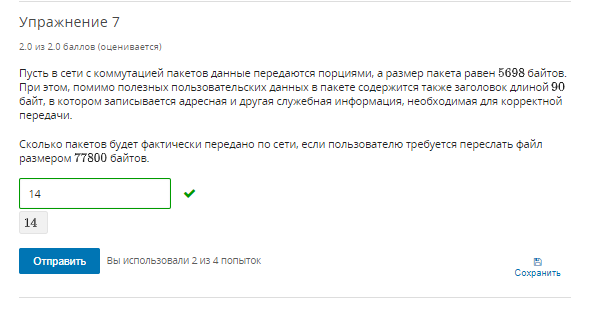 Упражнение 7
2.0 из 2.0 баллов (оценивается)
Пусть в сети с коммутацией пакетов данные передаются порциями, а размер пакета равен 5698 байтов.
При этом, помимо полезных пользовательских данных в пакете содержится также заголовок длиной 90
байт, в котором записывается адресная и другая служебная информация, необходимая для корректной
передачи.
Сколько пакетов будет фактически передано по сети, если пользователю требуется переслать файл
размером 77800 байтов.
14
14
Отправить Вы использовали 2 из 4 попыток
Сохранить